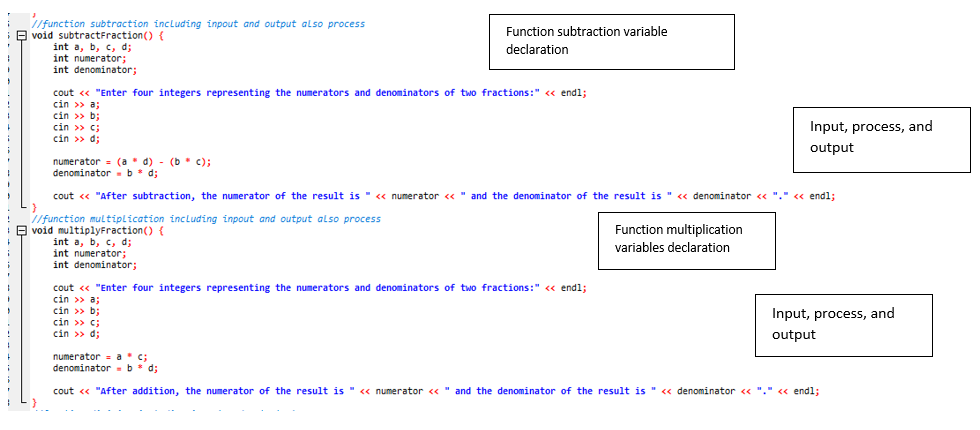 }
//function subtraction including inpout and output also process
void subtractFraction() {
int a, b, c, d;
int numerator;
int denominator;
cout << "Enter four integers representing the numerators and denominators of two fractions:" << endl;
cin >> a;
cin >> b;
cin >> c;
cin >> d;
numerator = (a * d) - (b * c);
denominator = b * d;
cout << "After subtraction, the numerator of the result is " << numerator << " and the denominator of the result is " << denominator << "." << endl;
}
Function subtraction variable
declaration
Input, process, and
output
//function multiplication including inpout and output also process
void multiplyFraction() {
int a, b, c, d;
int numerator;
int denominator;
cout << "Enter four integers representing the numerators and denominators of two fractions:" << endl;
cin >> a;
cin >> b;
cin >> c;
cin >> d;
numerator = a * c;
denominator = b * d;
cout << "After addition, the numerator of the result is " << numerator << " and the denominator of the result is " << denominator << "." << endl;
}
Function multiplication
variables declaration
Input, process, and
output